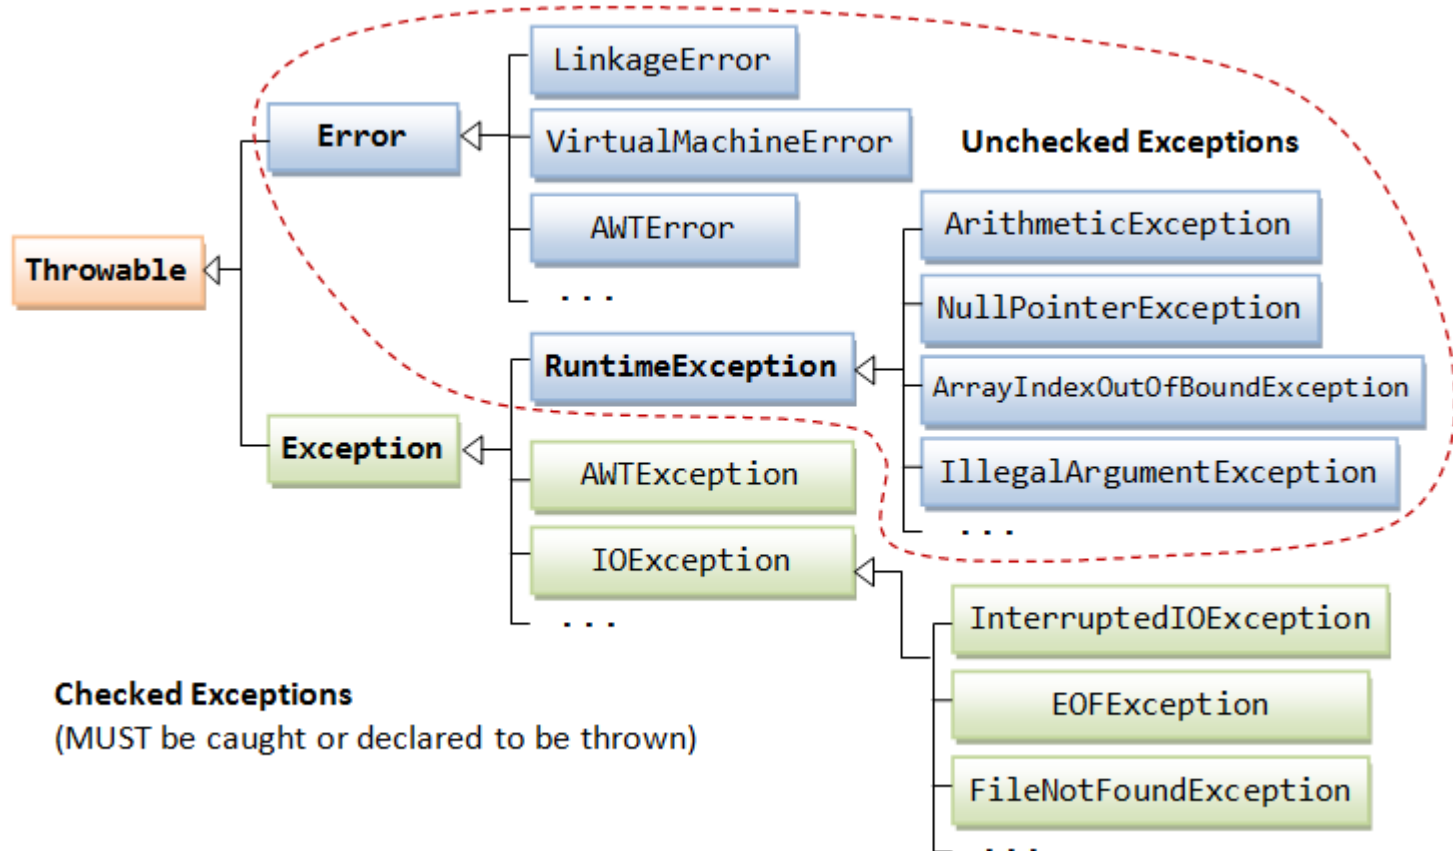 LinkageError
Error
VirtualMachineError
Unchecked Exceptions
AWTError
ArithmeticException
Throwable
...
NullPointerException
RuntimeException
ArrayIndexOutOfBoundException
Exception
AWTException
IllegalArgumentException
...
IOException
...
InterruptedIOException
Checked Exceptions
(MUST be caught or declared to be thrown)
EOFException
FileNotFoundException
...